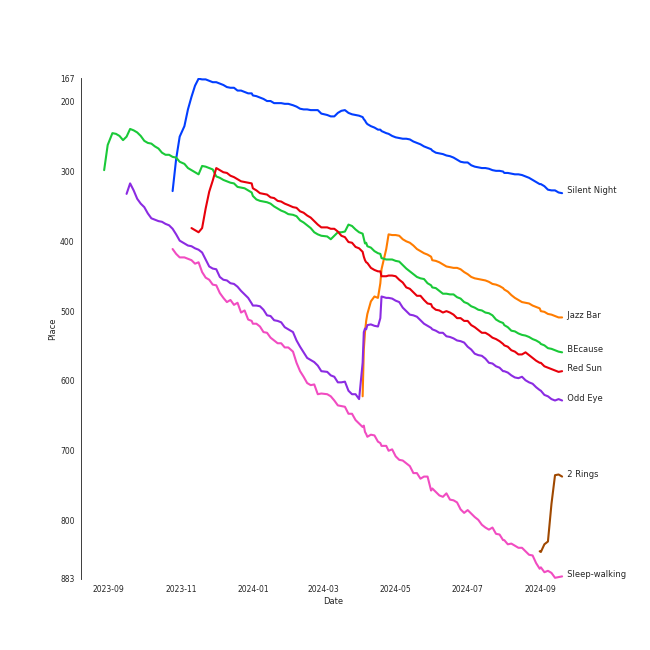 167
200
300
400
500
600
700
800
883
Place
2023-09
2023-11
2024-01
2024-03
2024-05
2024-07
2024-09
Date
Silent Night
Jazz Bar
BEcause
Red Sun
Odd Eye
2 Rings
Sleep-walking